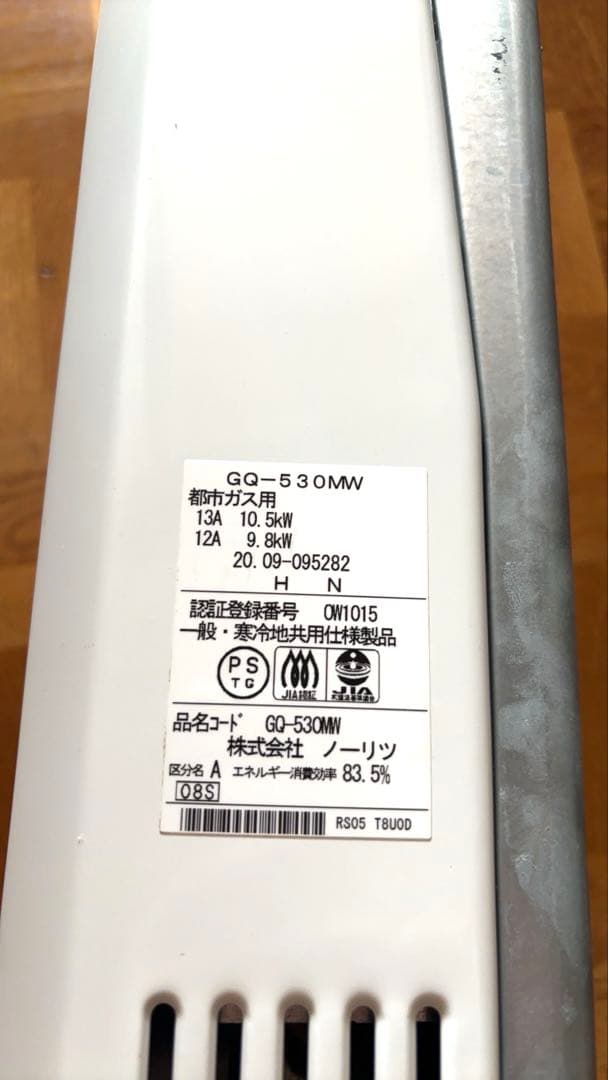 GQ-530MW
都市ガス用
13A 10.5kW
12A 9.8kW
20.09-095282
H N
認証登録番号 OW1015
一般・寒冷地共用仕様製品
PS
TG
JIA認証
JIA
品名コード GQ-530MW
株式会社 ノーリツ
区分名 A エネルギー消費効率 83.5%
08S
RS05 T8U0D